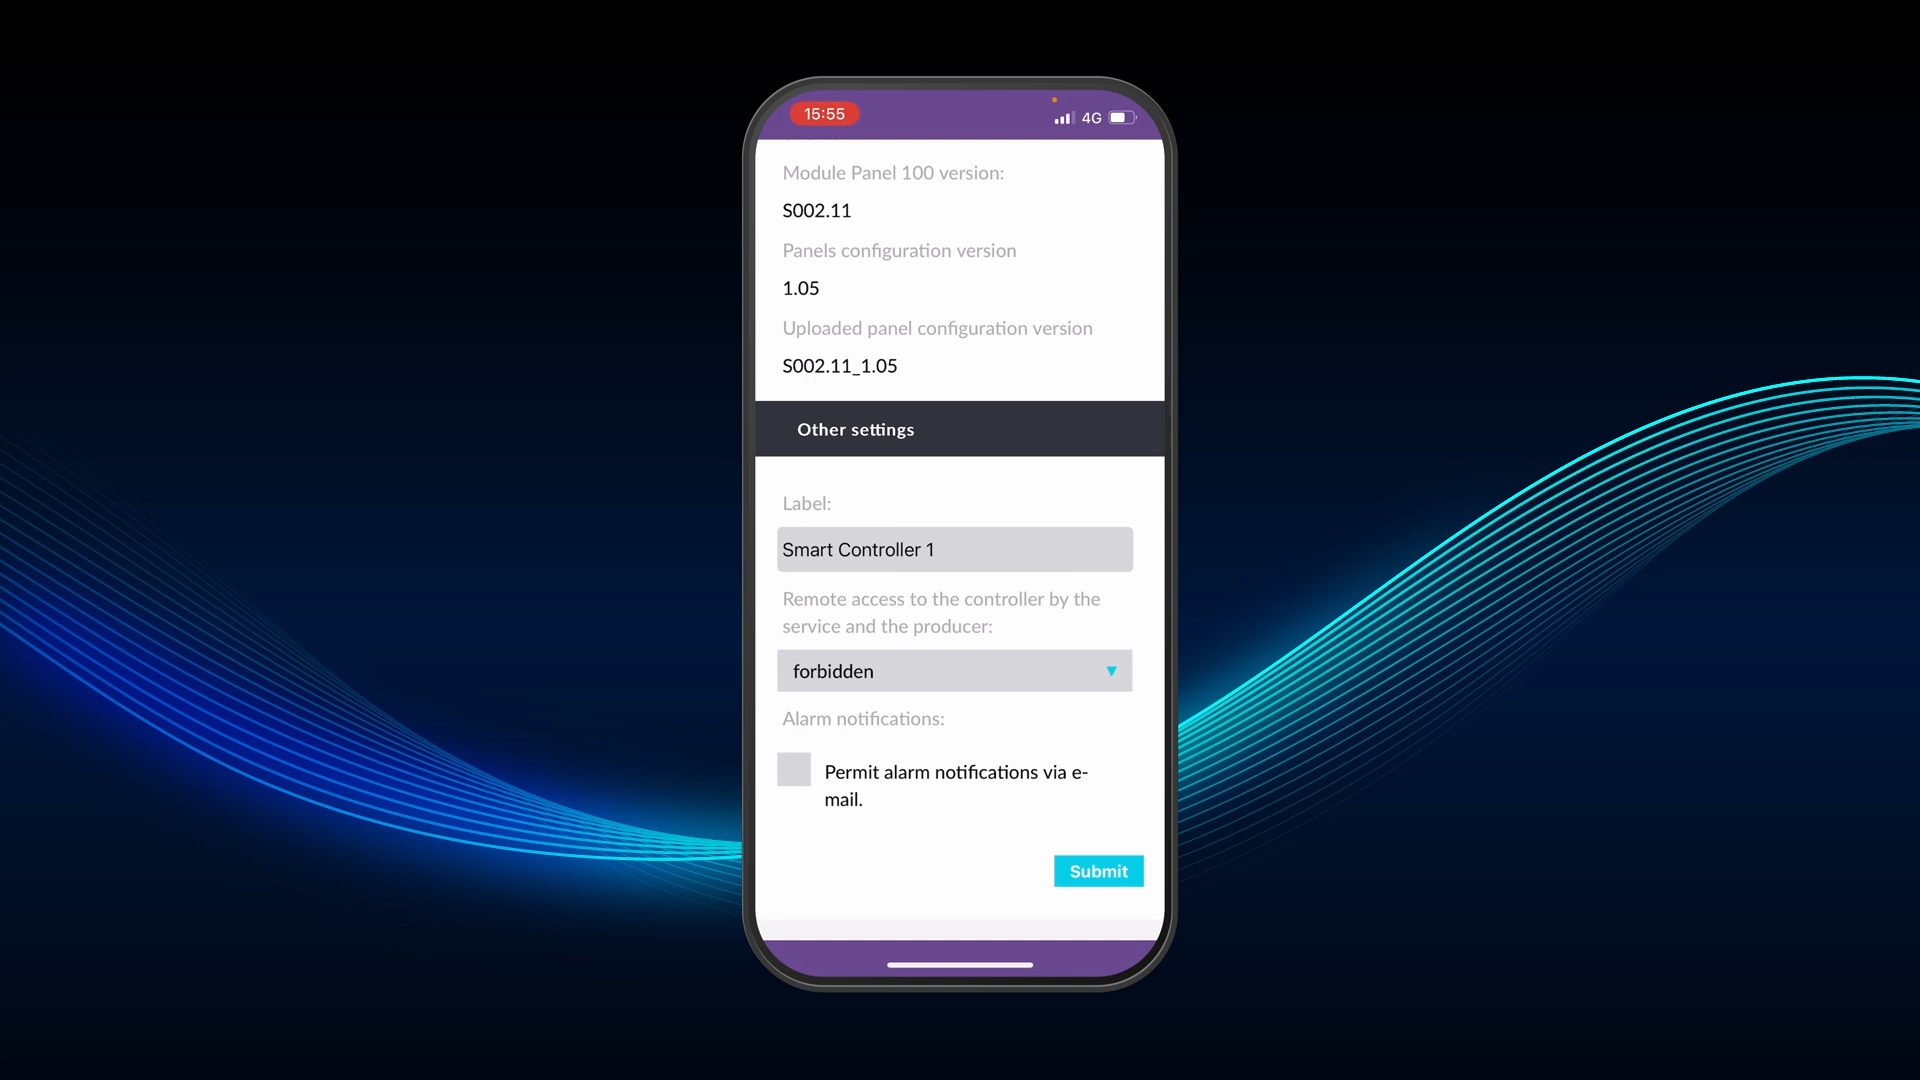 15:55
4G
Module Panel 100 version:
S002.11
Panels configuration version
1.05
Uploaded panel configuration version
S002.11_1.05
Other settings
Label:
Smart Controller 1
Remote access to the controller by the
service and the producer:
forbidden
Alarm notifications:
Permit alarm notifications via e-
mail.
Submit